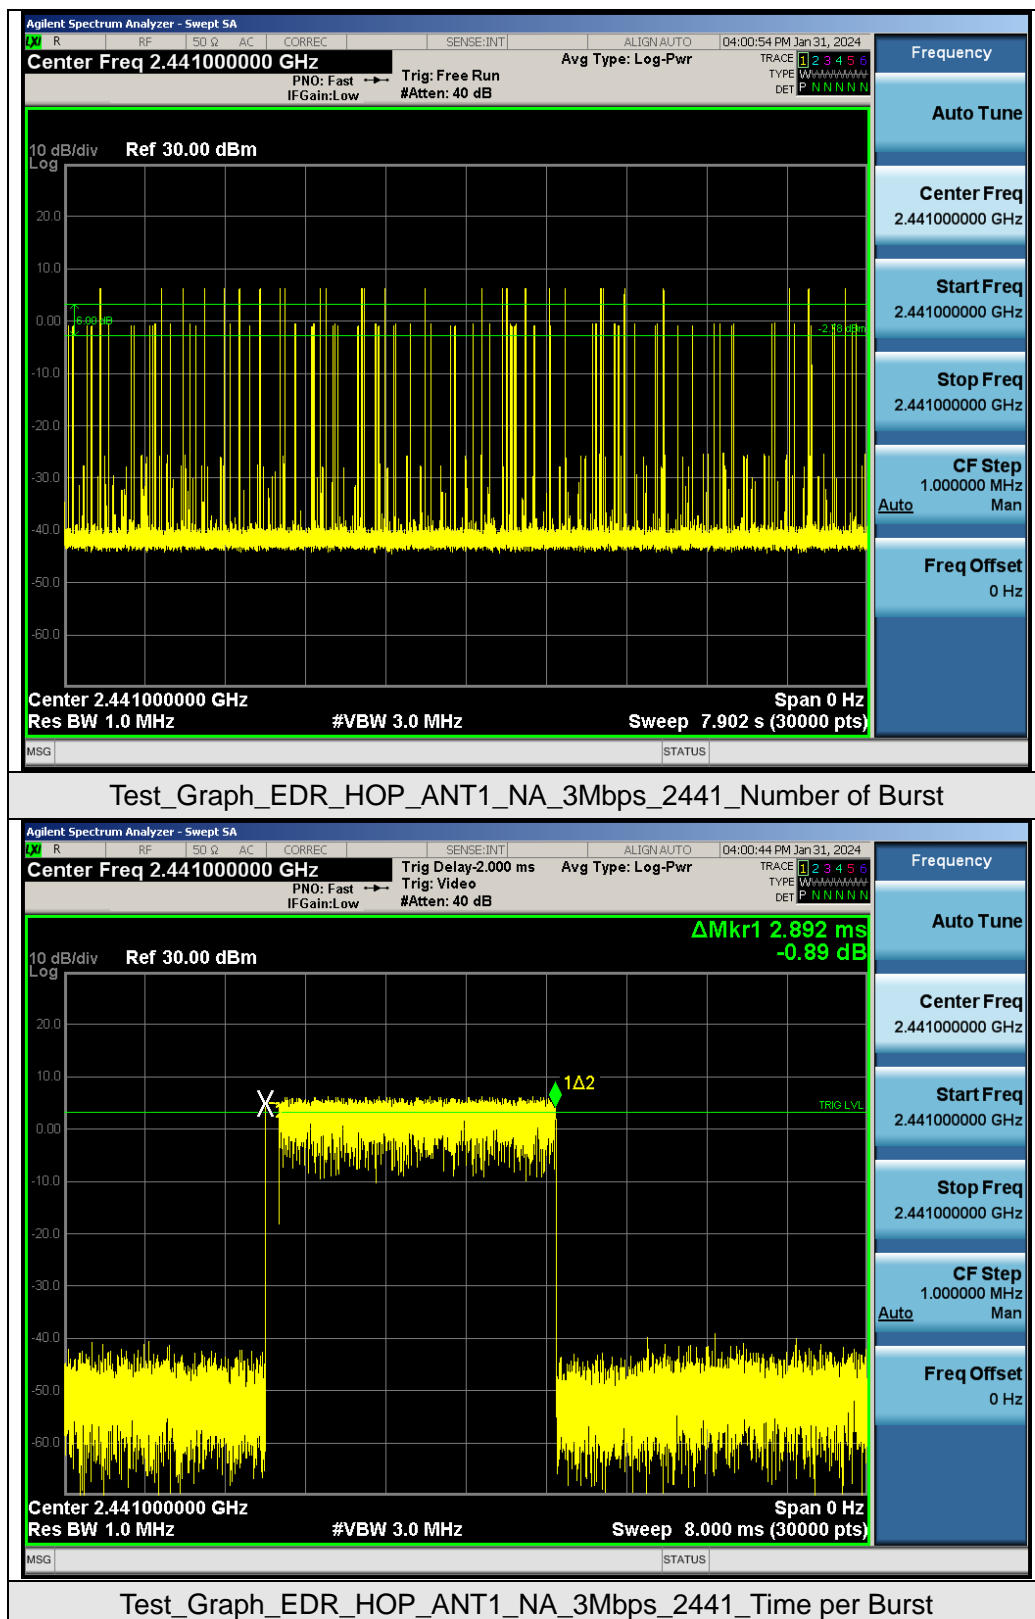 Agilent Spectrum Analyzer - Swept SA
LXI R RF 50 Ω AC CORREC SENSE:INT ALIGN AUTO 04:00:54 PM Jan 31, 2024
Center Freq 2.441000000 GHz
PNO: Fast
IFGain:Low
Trig: Free Run
#Atten: 40 dB
Avg Type: Log-Pwr
TRACE 1 2 3 4 5 6
TYPE W
DET P N N N N N
10 dB/div
Log
Ref 30.00 dBm
20.0
10.0
0.00
-10.0
-20.0
-30.0
-40.0
-50.0
-60.0
6.00 dB
-2.78 dBm
Center 2.441000000 GHz
Span 0 Hz
Res BW 1.0 MHz
#VBW 3.0 MHz
Sweep 7.902 s (30000 pts)
MSG
STATUS
Frequency
Auto Tune
Center Freq
2.441000000 GHz
Start Freq
2.441000000 GHz
Stop Freq
2.441000000 GHz
CF Step
1.000000 MHz
Auto Man
Freq Offset
0 Hz
Test_Graph_EDR_HOP_ANT1_NA_3Mbps_2441_Number of Burst
Agilent Spectrum Analyzer - Swept SA
LXI R RF 50 Ω AC CORREC SENSE:INT ALIGN AUTO 04:00:44 PM Jan 31, 2024
Center Freq 2.441000000 GHz
PNO: Fast
IFGain:Low
Trig Delay-2.000 ms
Trig: Video
#Atten: 40 dB
Avg Type: Log-Pwr
TRACE 1 2 3 4 5 6
TYPE W
DET P N N N N N
ΔMkr1 2.892 ms
-0.89 dB
10 dB/div
Log
Ref 30.00 dBm
20.0
10.0
0.00
-10.0
-20.0
-30.0
-40.0
-50.0
-60.0
1Δ2
TRIG LVL
Center 2.441000000 GHz
Span 0 Hz
Res BW 1.0 MHz
#VBW 3.0 MHz
Sweep 8.000 ms (30000 pts)
MSG
STATUS
Frequency
Auto Tune
Center Freq
2.441000000 GHz
Start Freq
2.441000000 GHz
Stop Freq
2.441000000 GHz
CF Step
1.000000 MHz
Auto Man
Freq Offset
0 Hz
Test_Graph_EDR_HOP_ANT1_NA_3Mbps_2441_Time per Burst